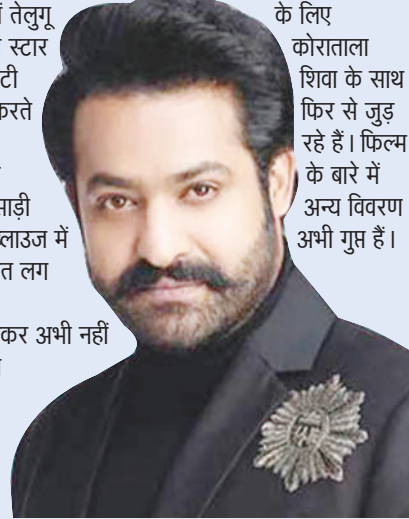 तेलुगू
स्टार
टी
करते
साड़ी
ब्लाउज में
लग
कर अभी नहीं
के लिए
कोराताला
शिवा के साथ
फिर से जुड़
रहे हैं। फिल्म
के बारे में
अन्य विवरण
अभी गुप्त हैं।